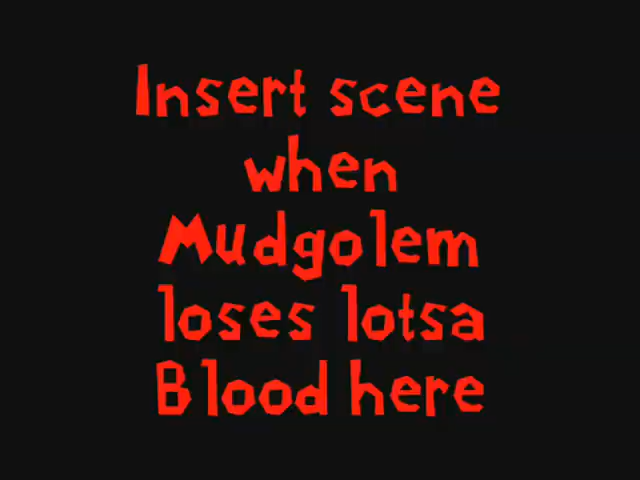 Insert scene
when
Mudgolem
loses lotsa
Blood here